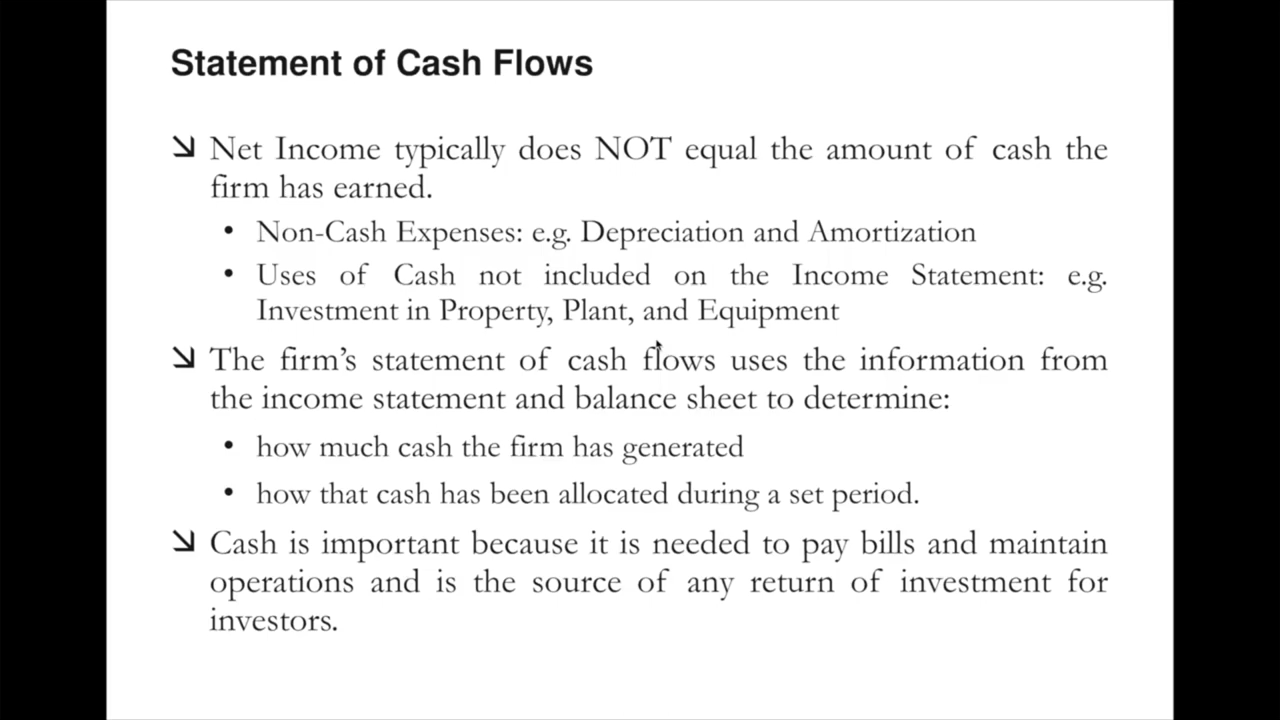 Statement of Cash Flows
Net Income typically does NOT equal the amount of cash the
firm has earned.
• Non-Cash Expenses: e.g. Depreciation and Amortization
• Uses of Cash not included on the Income Statement: e.g.
Investment in Property, Plant, and Equipment
The firm’s statement of cash flows uses the information from
the income statement and balance sheet to determine:
• how much cash the firm has generated
• how that cash has been allocated during a set period.
Cash is important because it is needed to pay bills and maintain
operations and is the source of any return of investment for
investors.